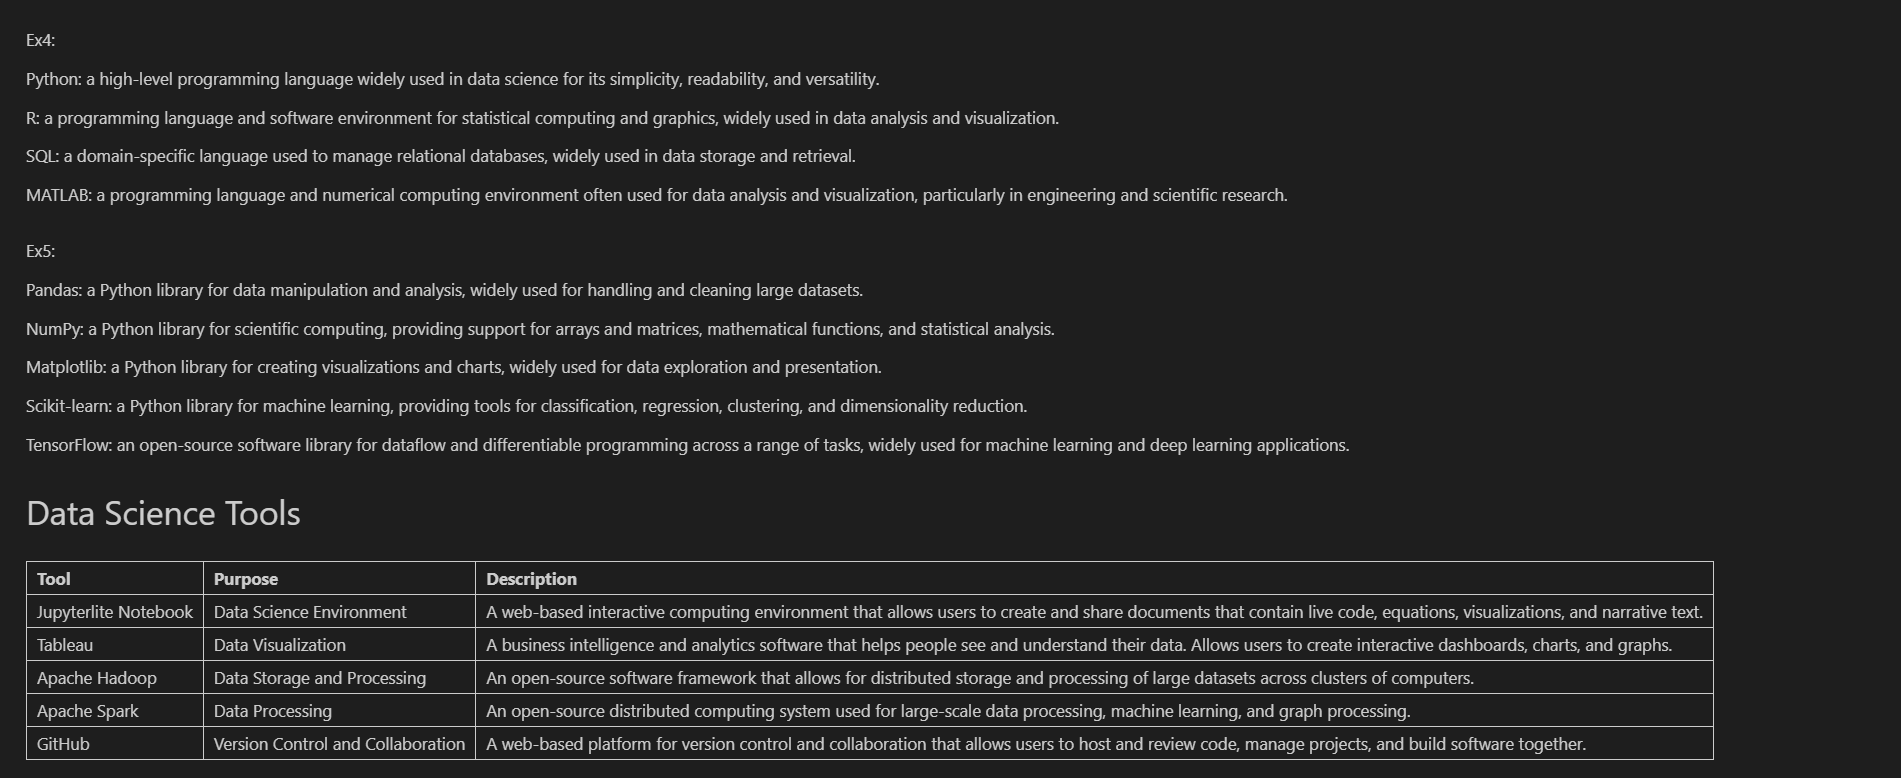 Ex4:
Python: a high-level programming language widely used in data science for its simplicity, readability, and versatility.
R: a programming language and software environment for statistical computing and graphics, widely used in data analysis and visualization.
SQL: a domain-specific language used to manage relational databases, widely used in data storage and retrieval.
MATLAB: a programming language and numerical computing environment often used for data analysis and visualization, particularly in engineering and scientific research.
Ex5:
Pandas: a Python library for data manipulation and analysis, widely used for handling and cleaning large datasets.
NumPy: a Python library for scientific computing, providing support for arrays and matrices, mathematical functions, and statistical analysis.
Matplotlib: a Python library for creating visualizations and charts, widely used for data exploration and presentation.
Scikit-learn: a Python library for machine learning, providing tools for classification, regression, clustering, and dimensionality reduction.
TensorFlow: an open-source software library for dataflow and differentiable programming across a range of tasks, widely used for machine learning and deep learning applications.
Data Science Tools
Tool Purpose Description
Jupyterlite Notebook Data Science Environment A web-based interactive computing environment that allows users to create and share documents that contain live code, equations, visualizations, and narrative text.
Tableau Data Visualization A business intelligence and analytics software that helps people see and understand their data. Allows users to create interactive dashboards, charts, and graphs.
Apache Hadoop Data Storage and Processing An open-source software framework that allows for distributed storage and processing of large datasets across clusters of computers.
Apache Spark Data Processing An open-source distributed computing system used for large-scale data processing, machine learning, and graph processing.
GitHub Version Control and Collaboration A web-based platform for version control and collaboration that allows users to host and review code, manage projects, and build software together.